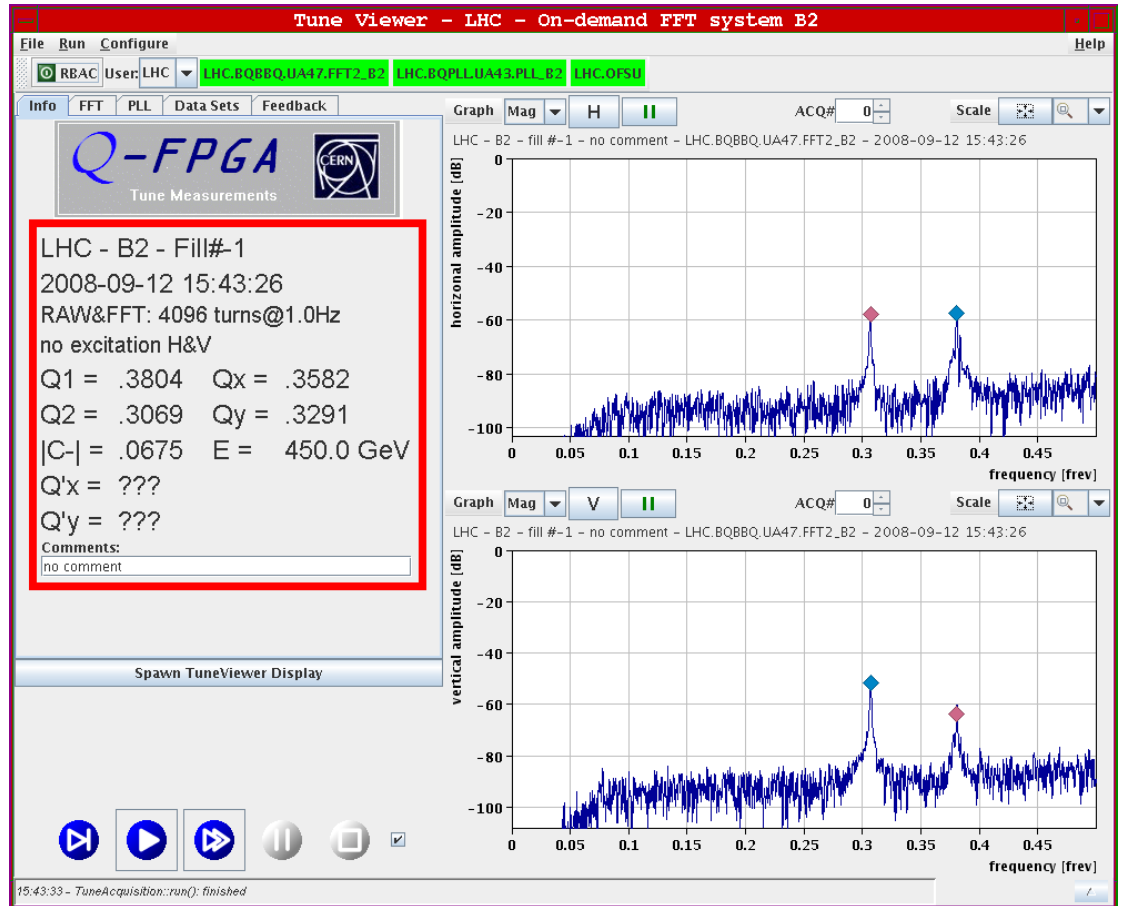 Tune Viewer - LHC - On-demand FFT system B2
File Run Configure Help
RBAC User: LHC LHC.BQBBQ.UA47.FFT2_B2 LHC.BQPLL.UA43.PLL_B2 LHC.OFSU
Info FFT PLL Data Sets Feedback
Q-FPGA
CERN
Tune Measurements
LHC - B2 - Fill#-1
2008-09-12 15:43:26
RAW&FFT: 4096 turns@1.0Hz
no excitation H&V
Q1 = .3804 Qx = .3582
Q2 = .3069 Qy = .3291
|C-| = .0675 E = 450.0 GeV
Q'x = ???
Q'y = ???
Comments:
no comment
Spawn TuneViewer Display
Graph Mag H ACQ# 0 Scale
LHC - B2 - fill #-1 - no comment - LHC.BQBBQ.UA47.FFT2_B2 - 2008-09-12 15:43:26
horizonal amplitude [dB]
0
-20
-40
-60
-80
-100
0 0.05 0.1 0.15 0.2 0.25 0.3 0.35 0.4 0.45
frequency [frev]
Graph Mag V ACQ# 0 Scale
LHC - B2 - fill #-1 - no comment - LHC.BQBBQ.UA47.FFT2_B2 - 2008-09-12 15:43:26
vertical amplitude [dB]
0
-20
-40
-60
-80
-100
0 0.05 0.1 0.15 0.2 0.25 0.3 0.35 0.4 0.45
frequency [frev]
15:43:33 - TuneAcquisition::run(): finished